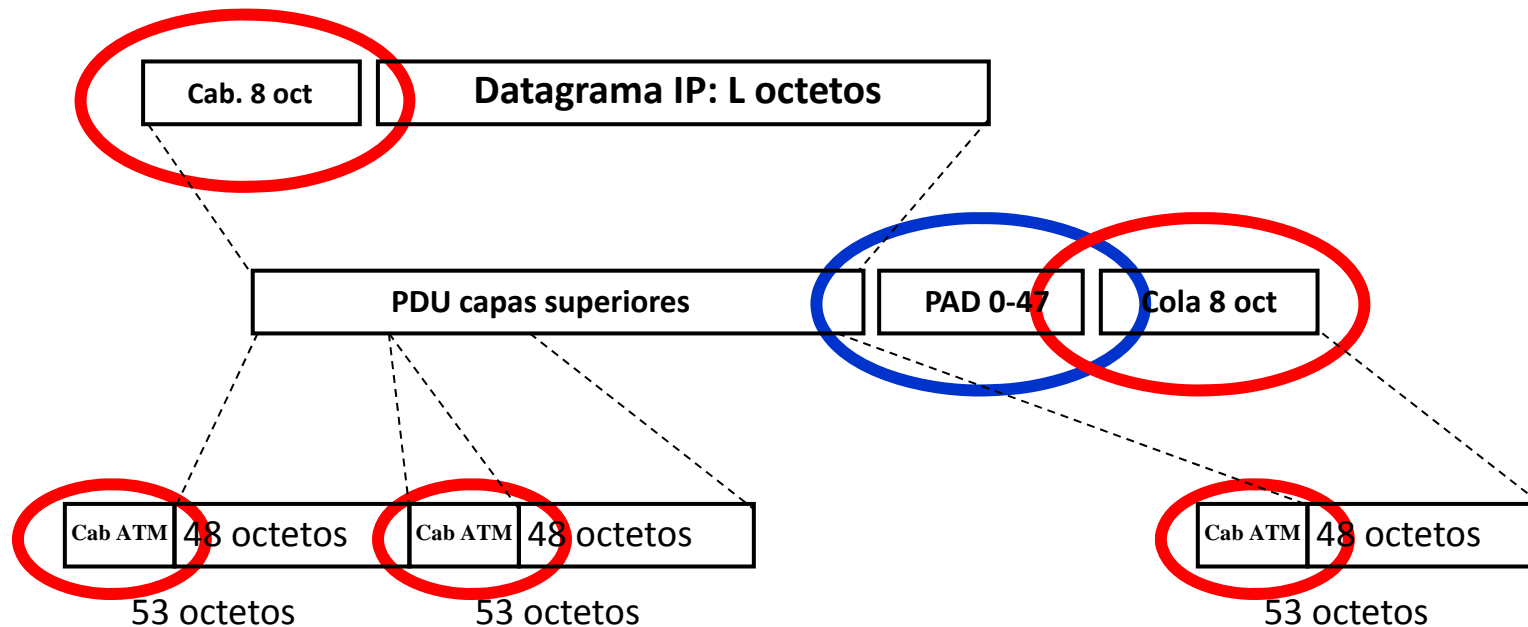 Cab. 8 oct
Datagrama IP: L octetos
PDU capas superiores
PAD 0-47
Cola 8 oct
Cab ATM
48 octetos
Cab ATM
48 octetos
Cab ATM
48 octetos
53 octetos
53 octetos
53 octetos